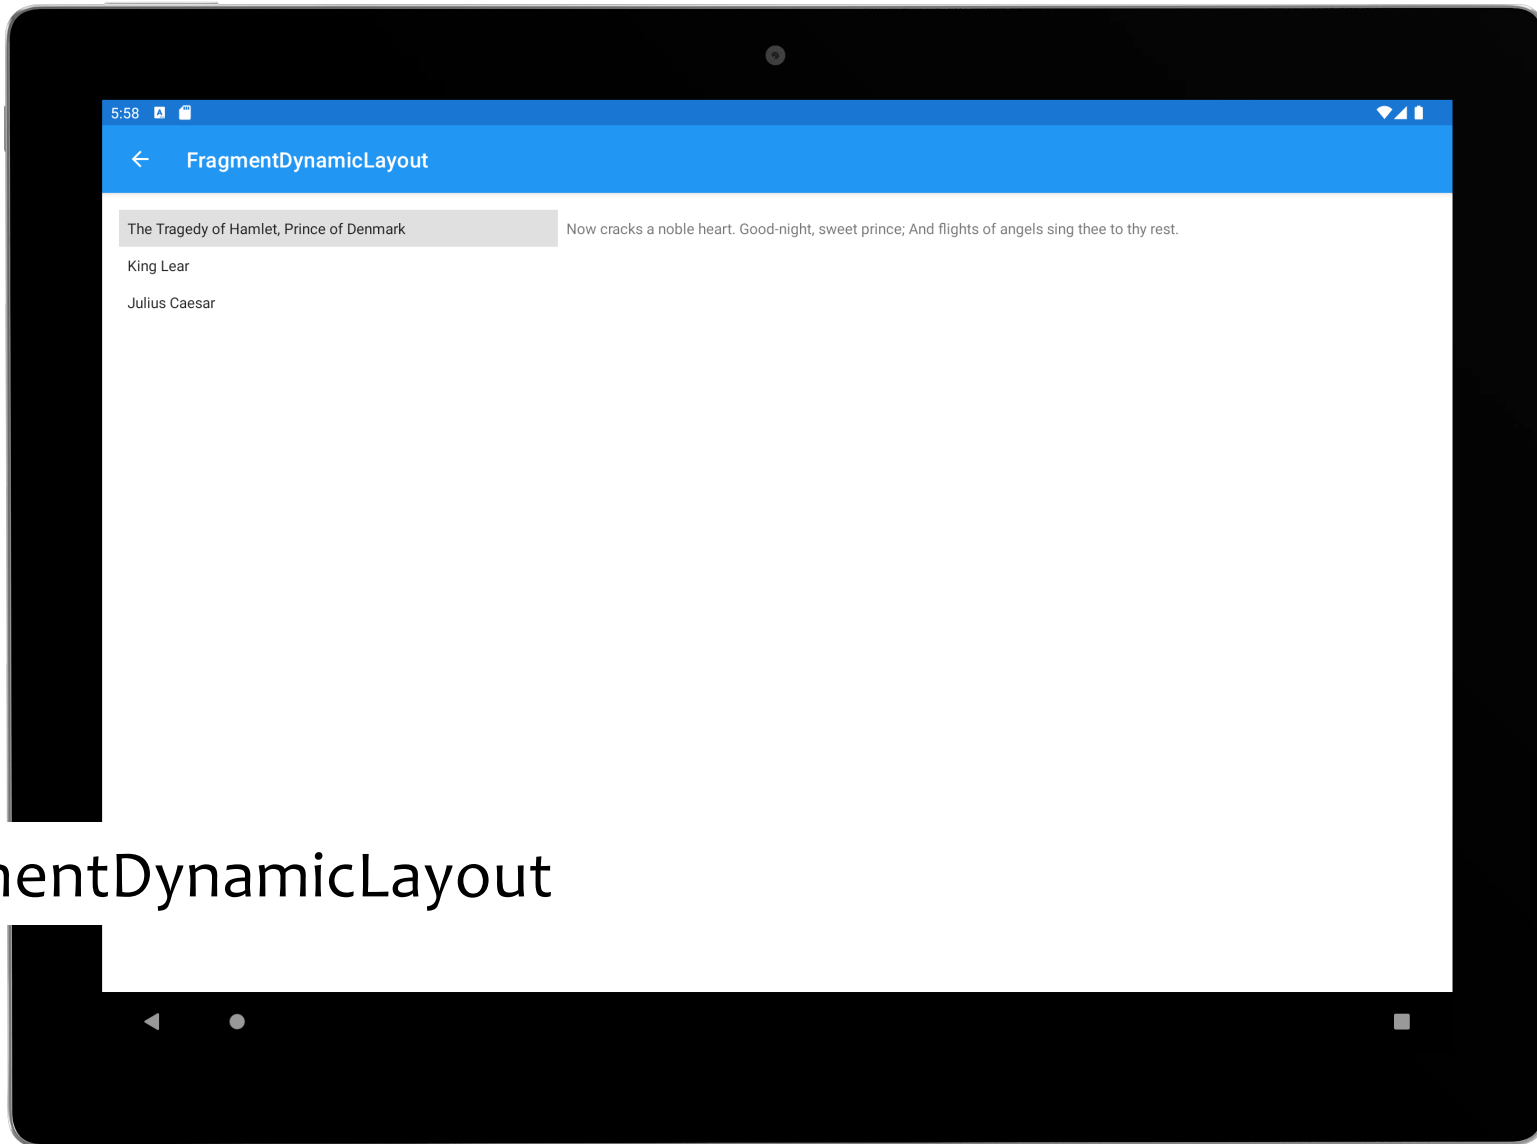 5:58
FragmentDynamicLayout
The Tragedy of Hamlet, Prince of Denmark
Now cracks a noble heart. Good-night, sweet prince; And flights of angels sing thee to thy rest.
King Lear
Julius Caesar
mentDynamicLayout